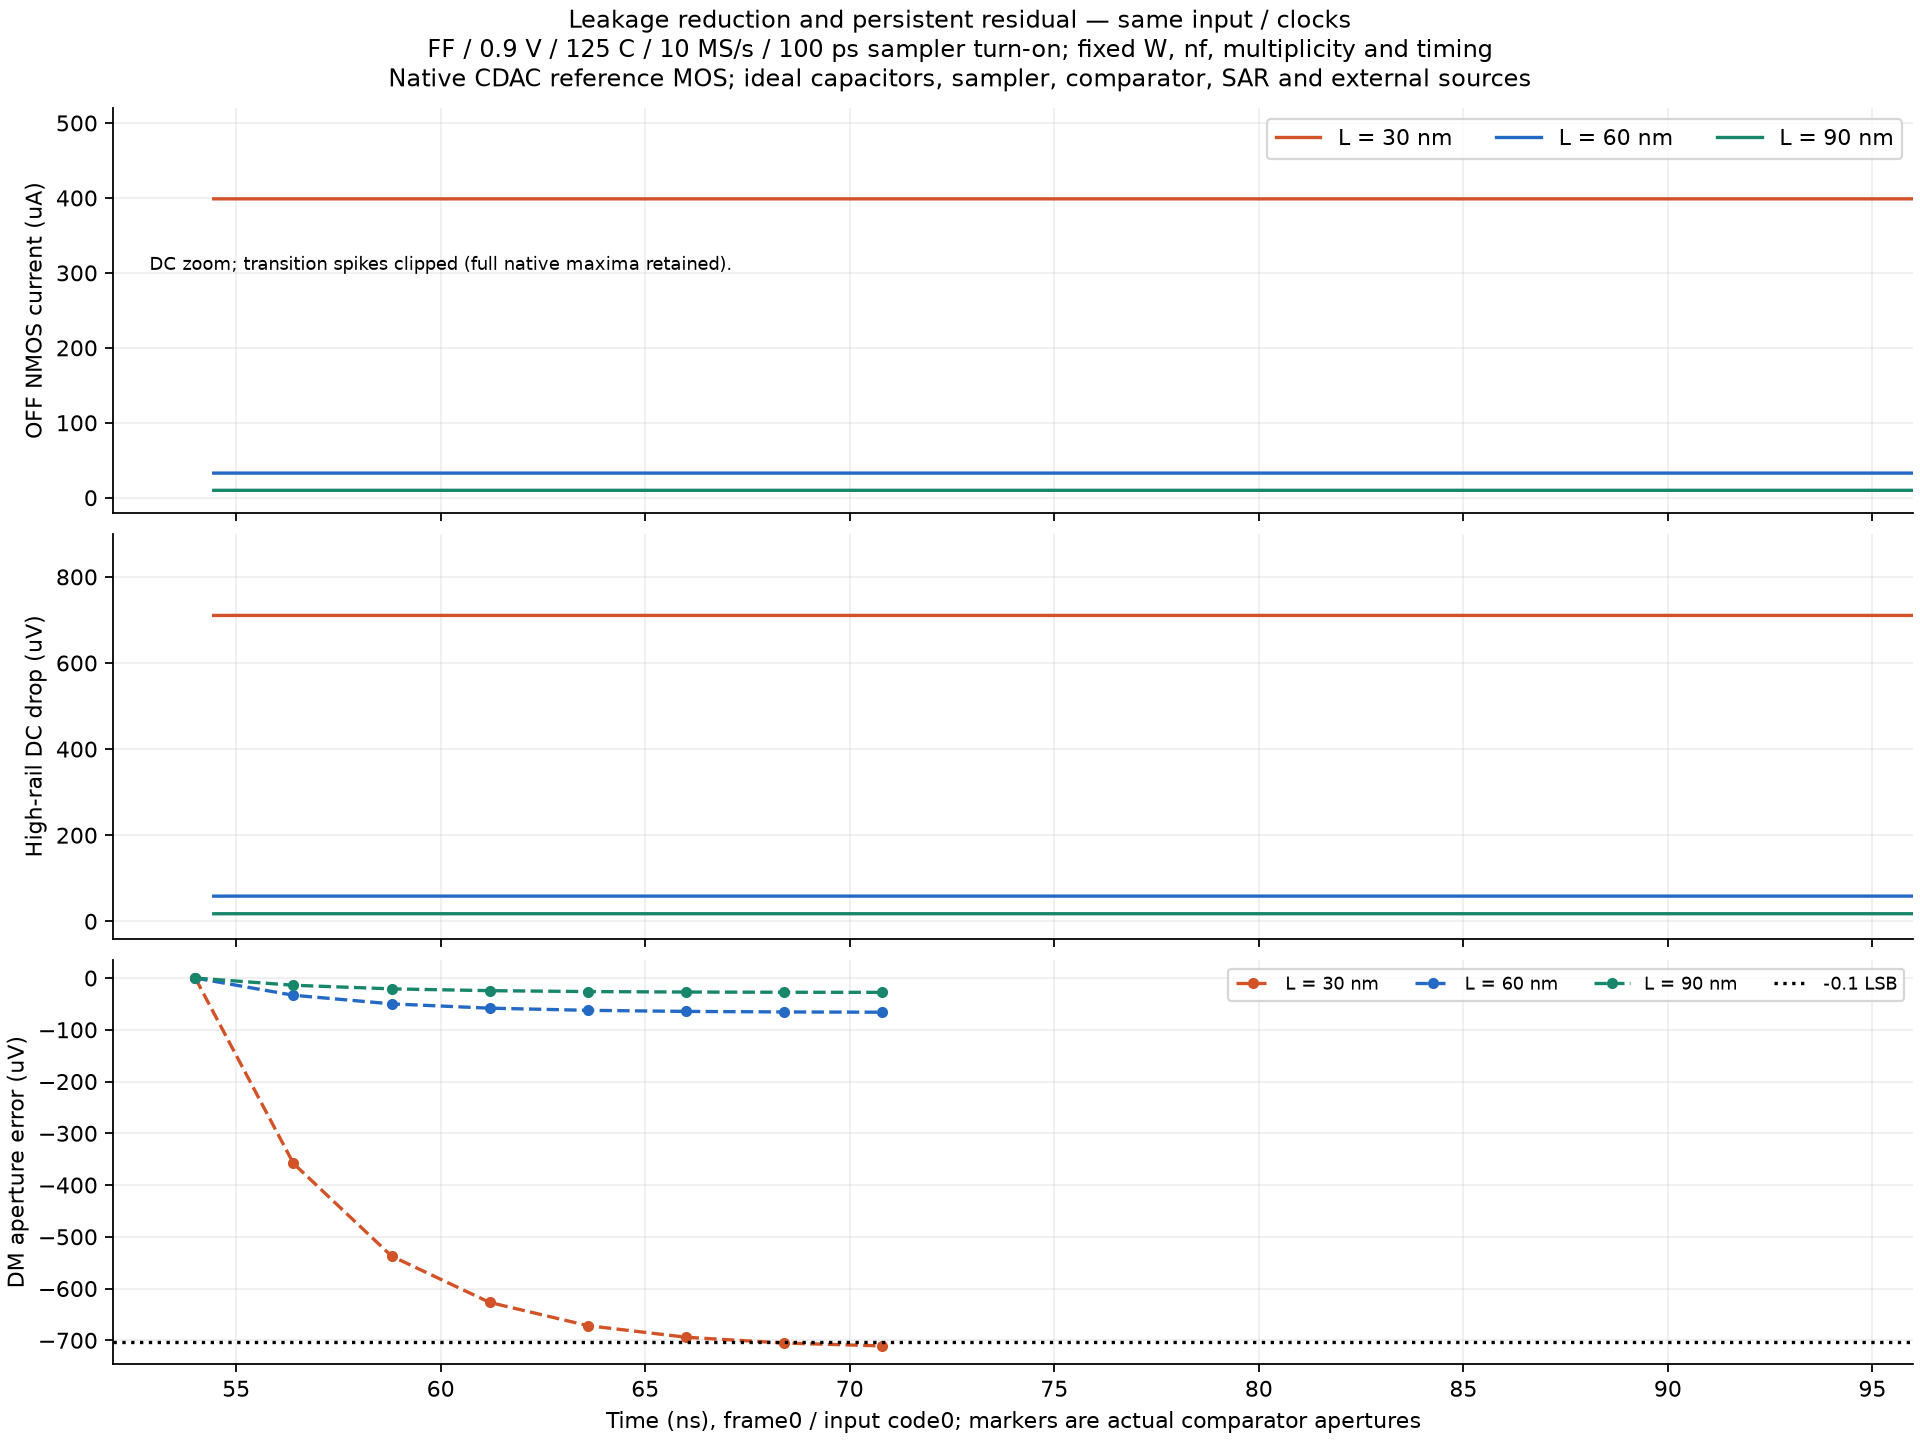 Leakage reduction and persistent residual — same input / clocks
FF / 0.9 V / 125 C / 10 MS/s / 100 ps sampler turn-on; fixed W, nf, multiplicity and timing
Native CDAC reference MOS; ideal capacitors, sampler, comparator, SAR and external sources
OFF NMOS current (uA)
500
400
300
200
100
0
L = 30 nm
L = 60 nm
L = 90 nm
DC zoom; transition spikes clipped (full native maxima retained).
High-rail DC drop (uV)
800
600
400
200
0
DM aperture error (uV)
0
−100
−200
−300
−400
−500
−600
−700
L = 30 nm
L = 60 nm
L = 90 nm
-0.1 LSB
55
60
65
70
75
80
85
90
95
Time (ns), frame0 / input code0; markers are actual comparator apertures